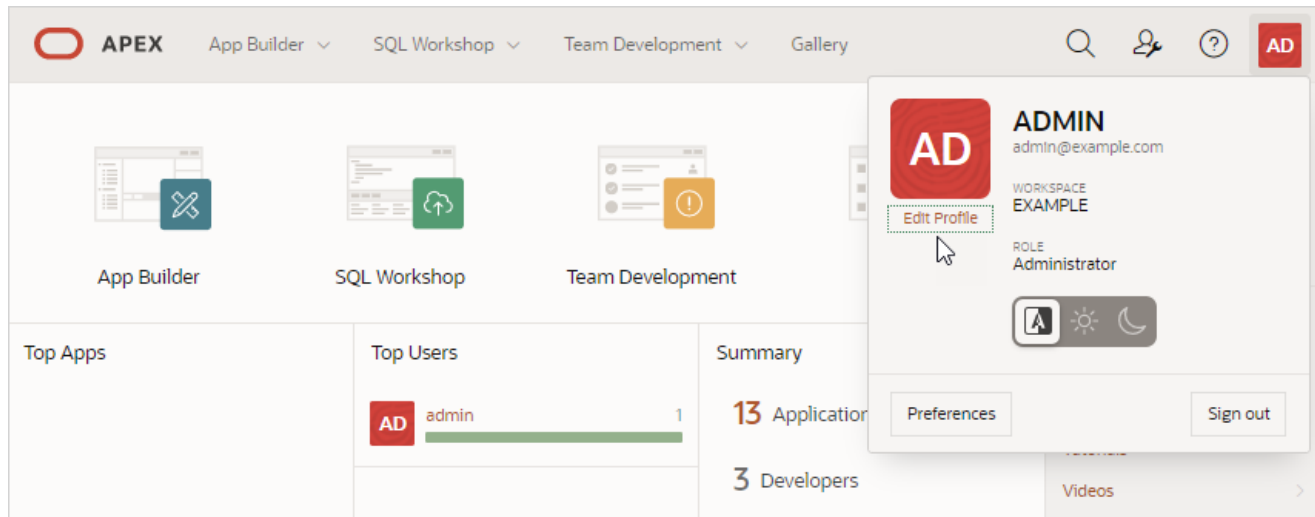 APEX App Builder SQL Workshop Team Development Gallery AD
AD
ADMIN
admin@example.com
WORKSPACE
EXAMPLE
Edit Profile
ROLE
Administrator
App Builder SQL Workshop Team Development
Top Apps
Top Users
AD admin 1
Summary
13 Application
3 Developers
Preferences Sign out
Videos